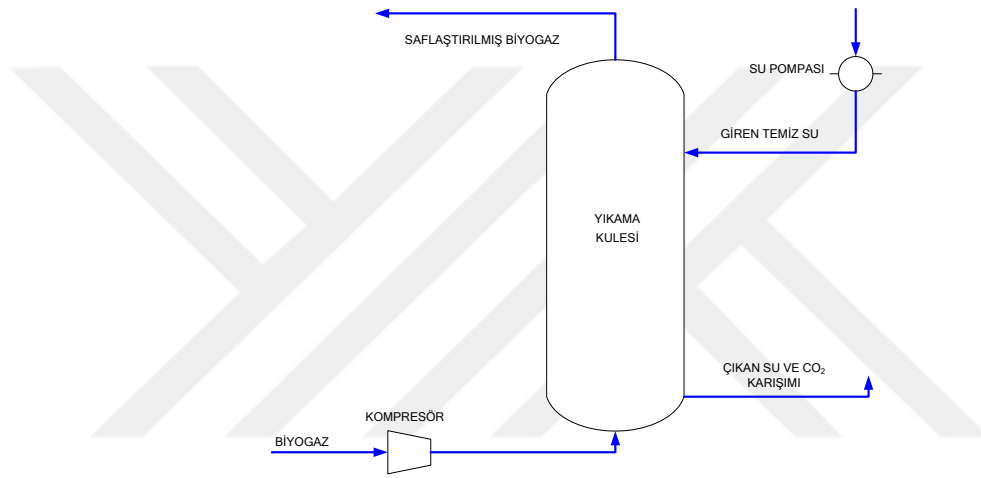 SAFLAŞTIRILMIŞ BİYOGAZ
SU POMPASI
GİREN TEMİZ SU
YIKAMA
KULESİ
ÇIKAN SU VE CO₂
KARIŞIMI
KOMPRESÖR
BİYOGAZ